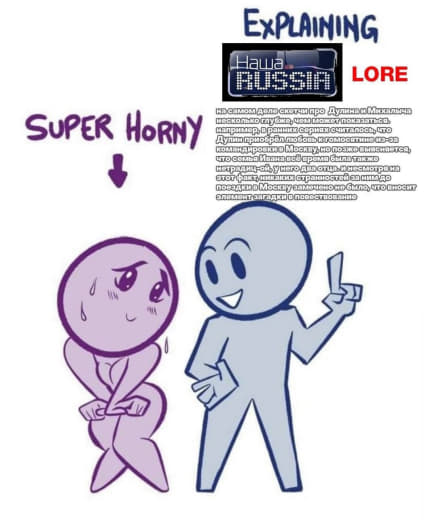 EXPLAINING
Наша
RUSSIA
LORE
SUPER HORNY
на самом деле скетчи про Дулина и Михалыча
несколько глубже, чем может показаться.
например, в ранних сериях считалось, что
Дулин приобрёл любовь к гомосятине из-за
командировки в Москву, но позже выясняется,
что семья Ивана всё время была также
нетрадиц-ой, у него два отца. и несмотря на
этот факт, никаких странностей за ним до
поездки в Москву замечено не было, что вносит
элемент загадки в повествование